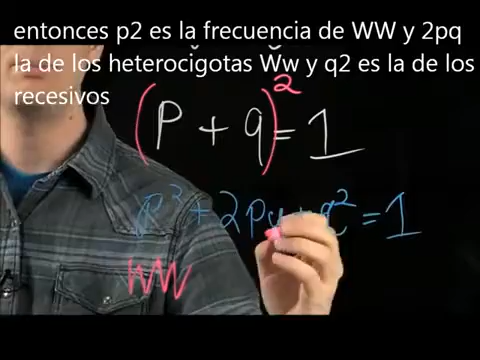 entonces p2 es la frecuencia de WW y 2pq
la de los heterocigotas Ww y q2 es la de los
recesivos
(P + q)² = 1
p² + 2pq + q² = 1
WW